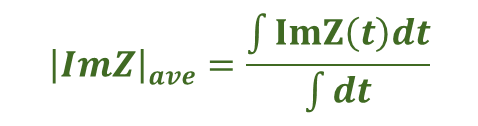 |ImZ|ave = ∫ ImZ(t)dt / ∫ dt